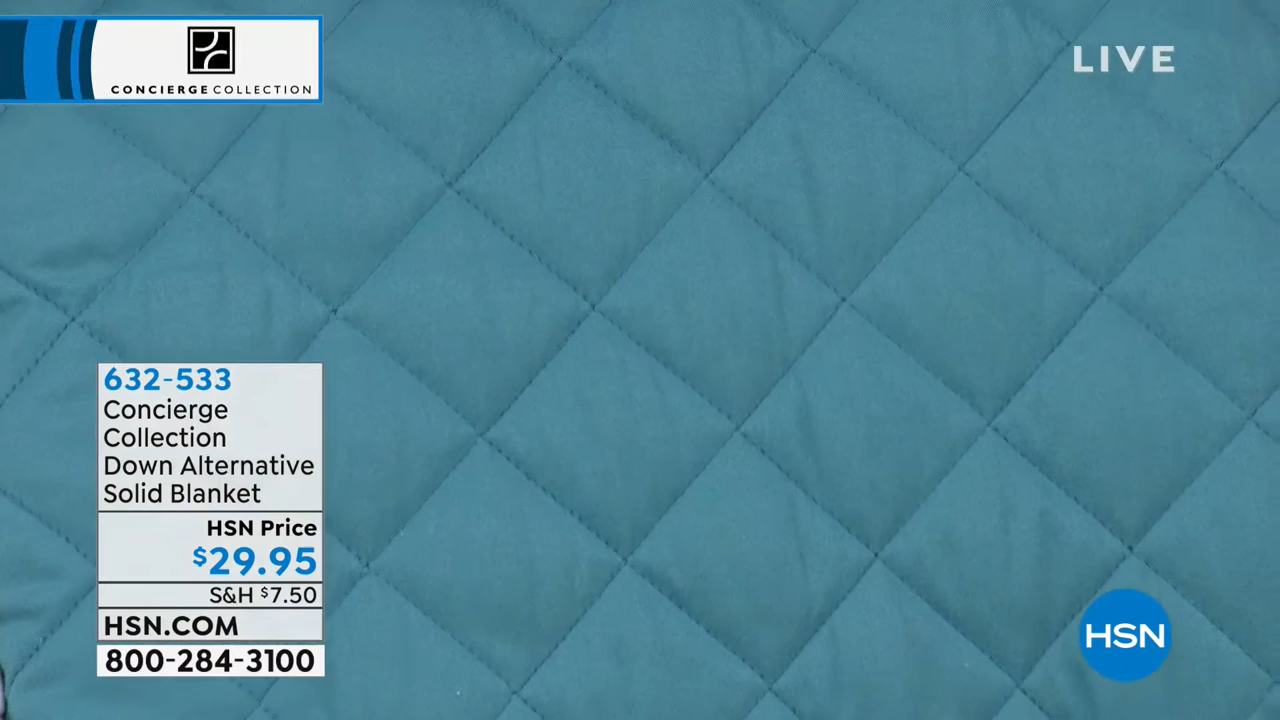 CONCIERGE COLLECTION
LIVE
632-533
Concierge
Collection
Down Alternative
Solid Blanket
HSN Price
$29.95
S&H $7.50
HSN.COM
800-284-3100
HSN